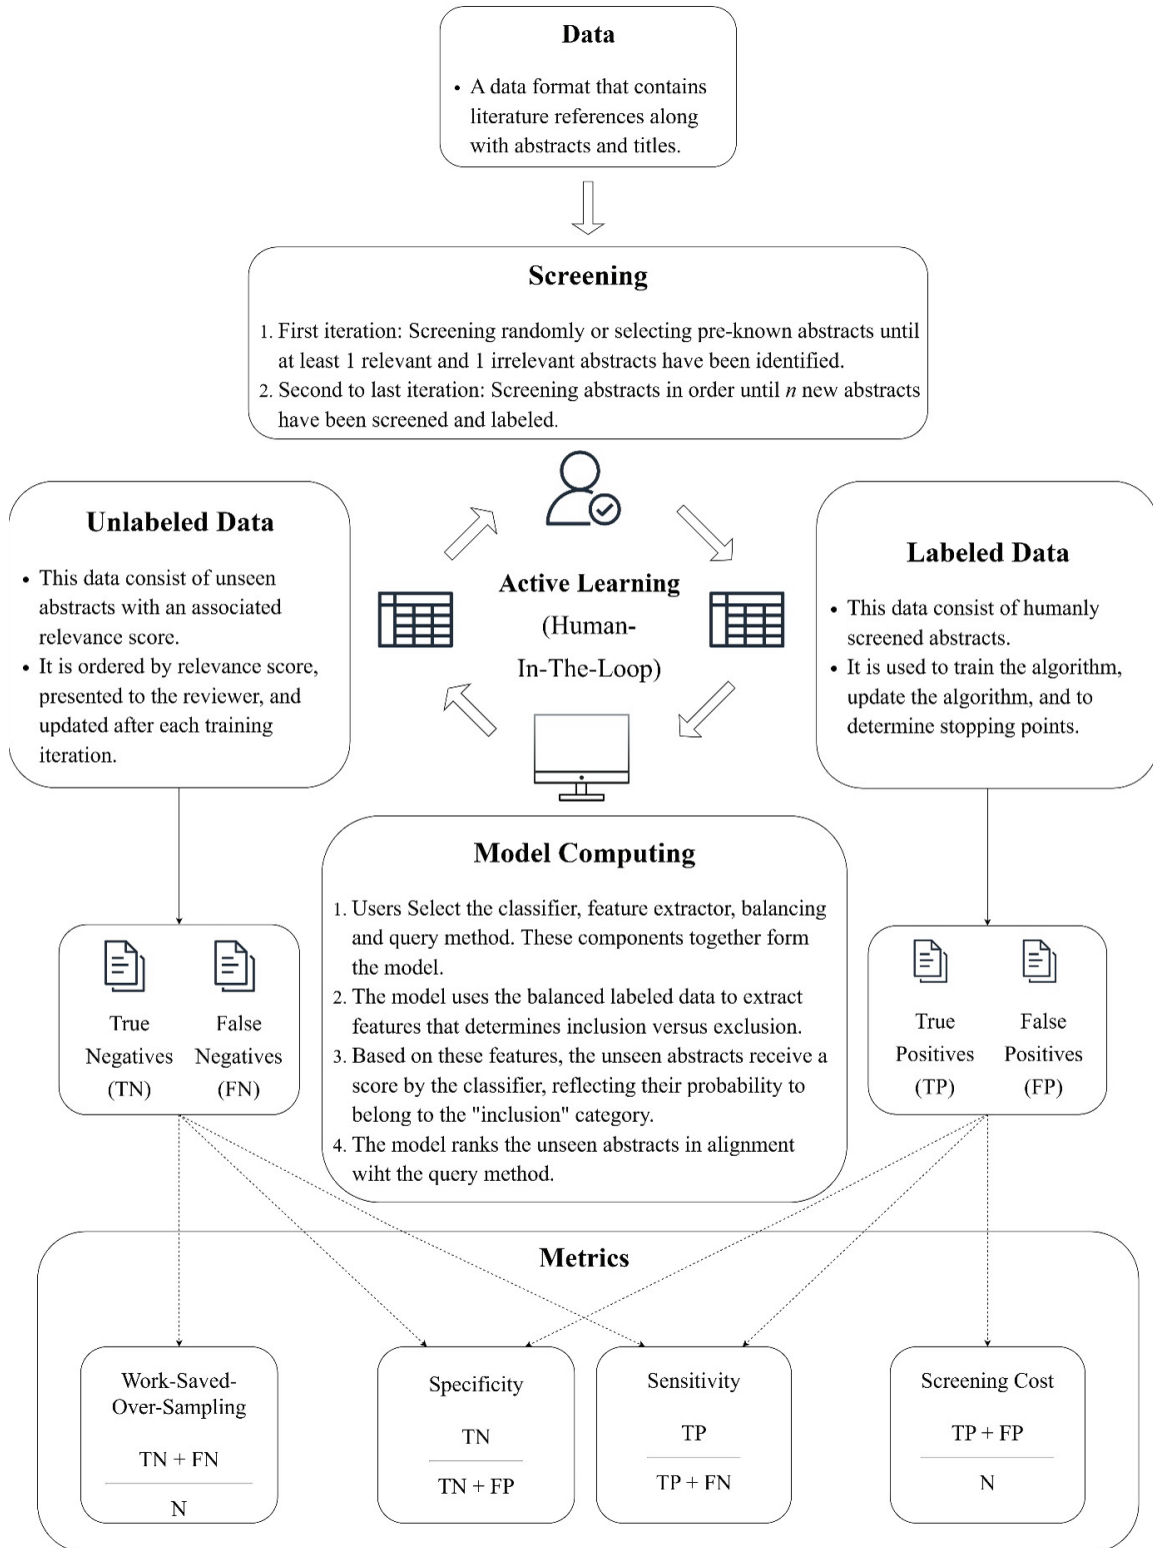 Data
• A data format that contains
literature references along
with abstracts and titles.
Screening
1. First iteration: Screening randomly or selecting pre-known abstracts until
at least 1 relevant and 1 irrelevant abstracts have been identified.
2. Second to last iteration: Screening abstracts in order until n new abstracts
have been screened and labeled.
Unlabeled Data
• This data consist of unseen
abstracts with an associated
relevance score.
• It is ordered by relevance score,
presented to the reviewer, and
updated after each training
iteration.
Active Learning
(Human-
In-The-Loop)
Labeled Data
• This data consist of humanly
screened abstracts.
• It is used to train the algorithm,
update the algorithm, and to
determine stopping points.
Model Computing
1. Users Select the classifier, feature extractor, balancing
and query method. These components together form
the model.
2. The model uses the balanced labeled data to extract
features that determines inclusion versus exclusion.
3. Based on these features, the unseen abstracts receive a
score by the classifier, reflecting their probability to
belong to the "inclusion" category.
4. The model ranks the unseen abstracts in alignment
wiht the query method.
True
Negatives
(TN)
False
Negatives
(FN)
True
Positives
(TP)
False
Positives
(FP)
Metrics
Work-Saved-
Over-Sampling
TN + FN
N
Specificity
TN
TN + FP
Sensitivity
TP
TP + FN
Screening Cost
TP + FP
N